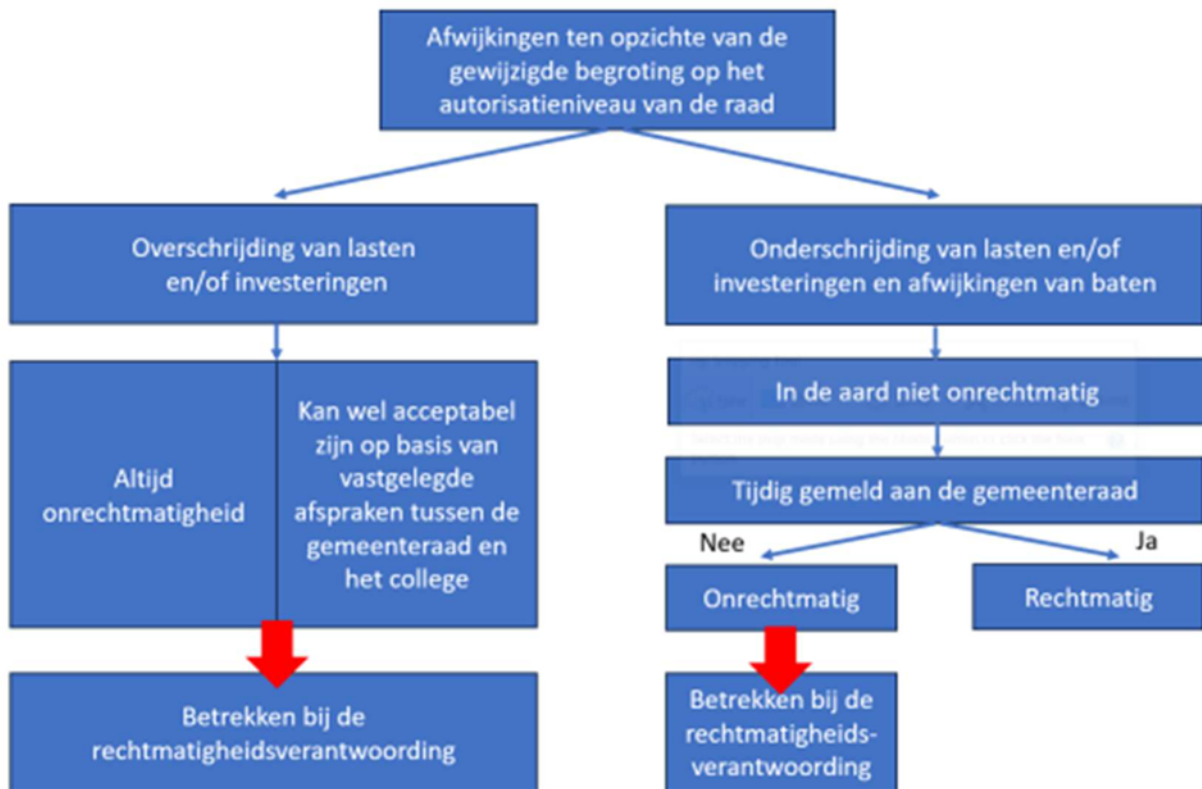 Afwijkingen ten opzichte van de
gewijzigde begroting op het
autorisatieniveau van de raad
Overschrijding van lasten
en/of investeringen
Onderschrijding van lasten en/of
investeringen en afwijkingen van baten
Altijd
onrechtmatigheid
Kan wel acceptabel
zijn op basis van
vastgelegde
afspraken tussen de
gemeenteraad en
het college
In de aard niet onrechtmatig
Tijdig gemeld aan de gemeenteraad
Nee
Ja
Onrechtmatig
Rechtmatig
Betrekken bij de
rechtmatigheidsverantwoording
Betrekken bij de
rechtmatigheids-
verantwoording